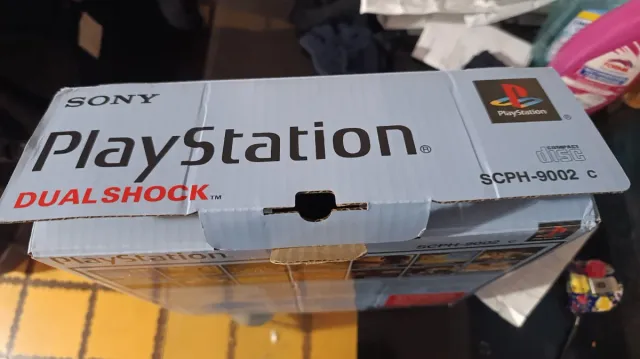 SONY
PlayStation®
DUALSHOCK™
PlayStation
®
COMPACT
disc
SCPH-9002 C
SCPH-9002 C
PlayStation